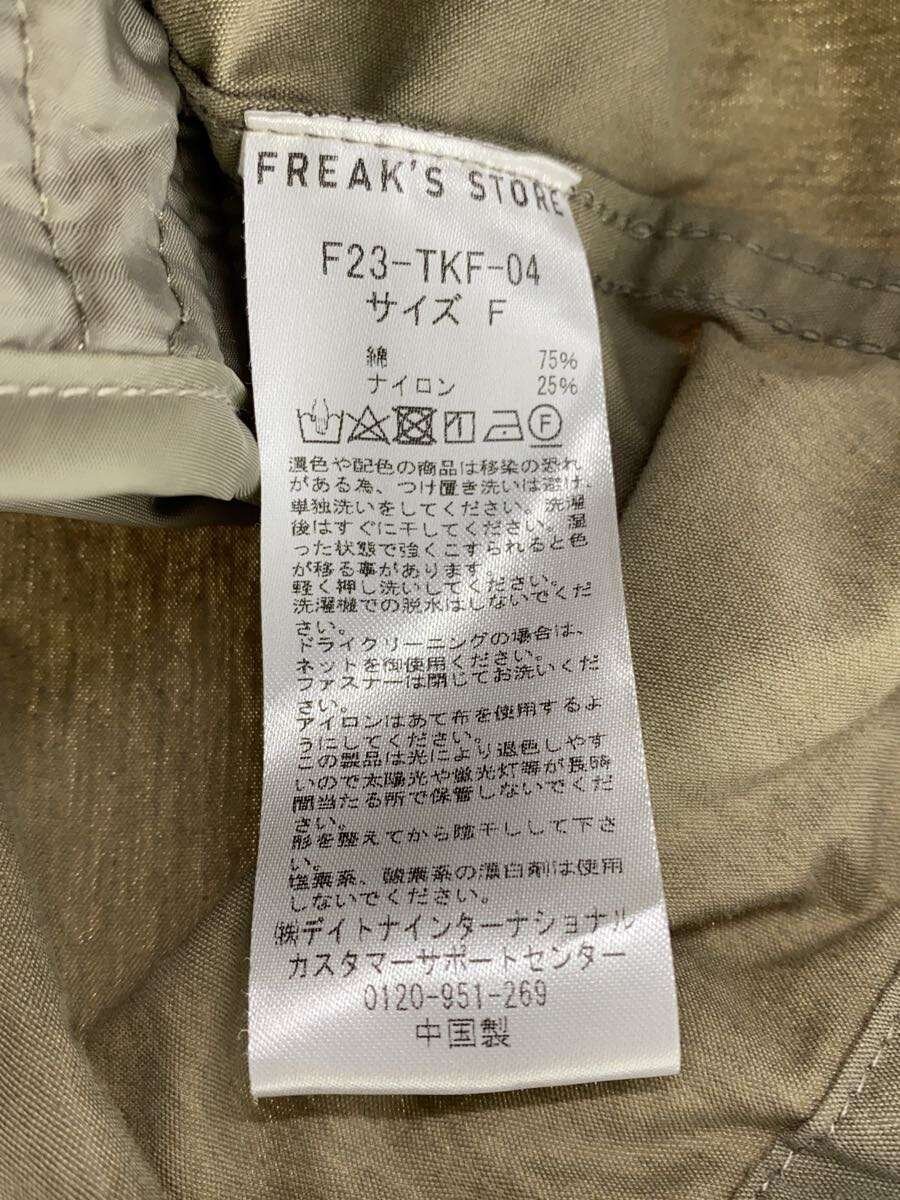 FREAK'S STORE
F23-TKF-04
サイズ F
綿 75%
ナイロン 25%
F
濃色や配色の商品は移染の恐れ
がある為、つけ置き洗いは避け、
単独洗いをしてください。洗濯
後はすぐに干してください。湿
った状態で強くこすられると色
が移る事があります
軽く押し洗いしてください。
洗濯機での脱水はしないでくだ
さい。
ドライクリーニングの場合は、
ネットを御使用ください。
ファスナーは閉じてお洗いくだ
さい。
アイロンはあて布を使用するよ
うにしてください。
この製品は光により退色しやす
いので太陽光や蛍光灯等が長時
間当たる所で保管しないでくだ
さい。
形を整えてから陰干しして下さ
い。
塩素系、酸素系の漂白剤は使用
しないでください。
㈱デイトナインターナショナル
カスタマーサポートセンター
0120-951-269
中国製